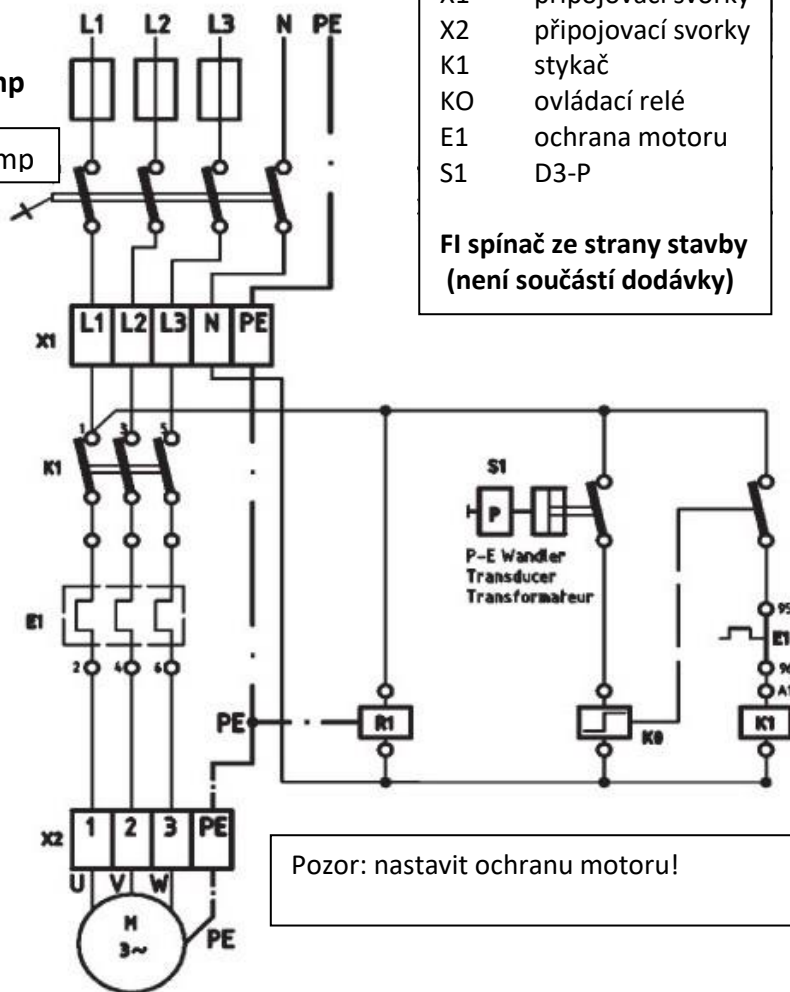 X1 připojovací svorky
X2 připojovací svorky
K1 stykač
KO ovládací relé
E1 ochrana motoru
S1 D3-P
FI spínač ze strany stavby
(není součástí dodávky)
L1 L2 L3 N PE
X1 L1 L2 L3 N PE
1 3 5
K1
S1
P
P-E Wandler
Transducer
Transformateur
E1
2 4 6
95
E1
96
A1
PE R1 K0 K1
X2 1 2 3 PE
U V W
M
3~
PE
Pozor: nastavit ochranu motoru!